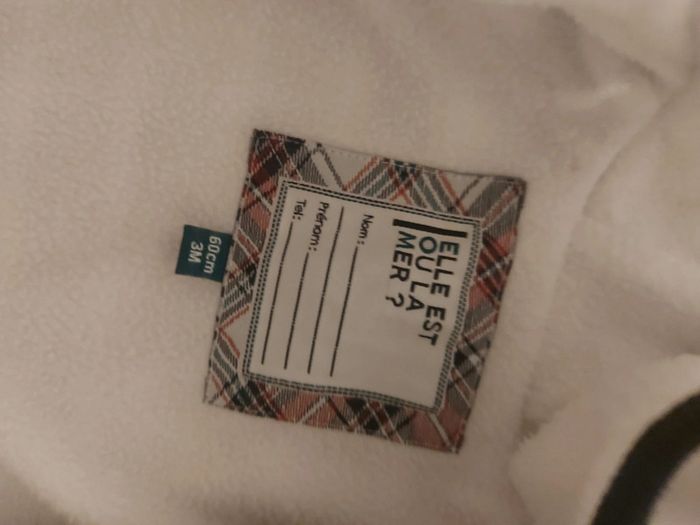 ELLE EST
OU LA
MER ?
Nom:
Prénom:
Tel:
60cm
3M